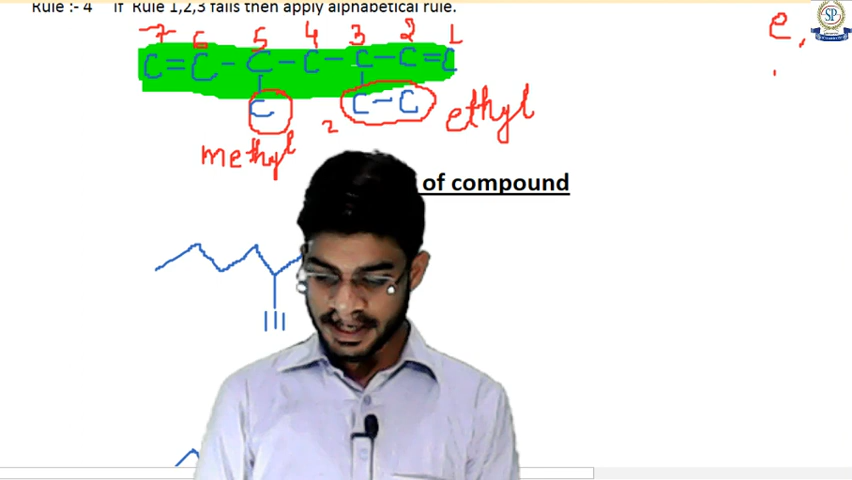 Rule :- 4 If Rule 1,2,3 fails then apply alphabetical rule.
7 6 5 4 3 2 1
C = C - C - C - C - C = C
C C - C
methyl 2 ethyl
e,
SP
of compound